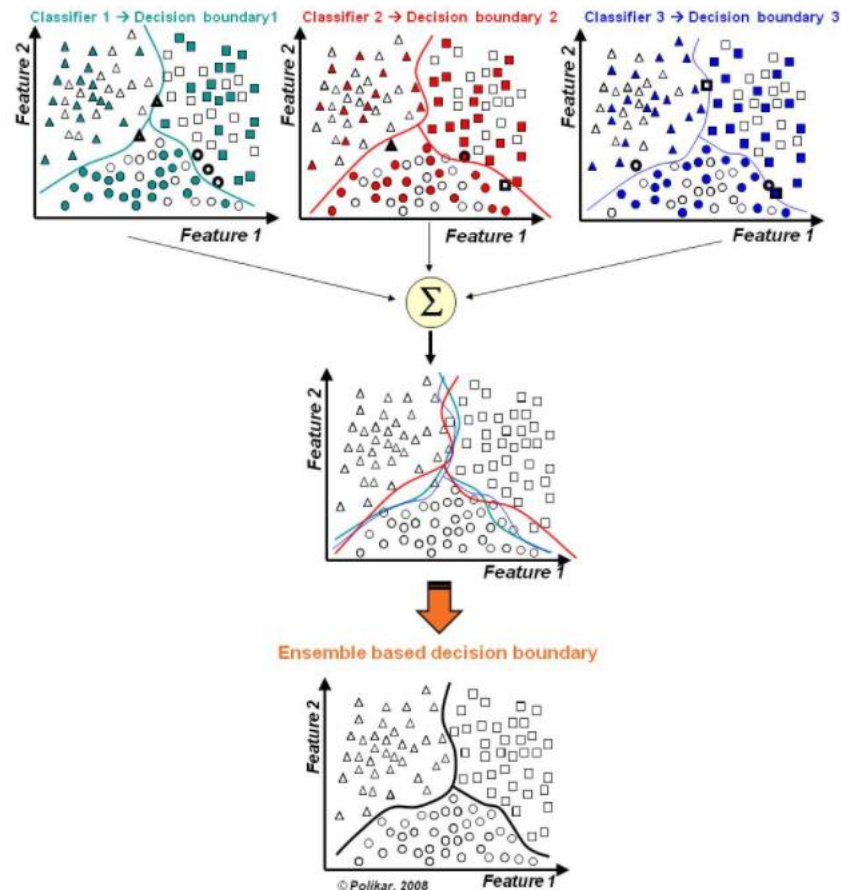 Classifier 1 → Decision boundary1
Classifier 2 → Decision boundary 2
Classifier 3 → Decision boundary 3
Feature 2
Feature 1
Feature 2
Feature 1
Feature 2
Feature 1
Σ
Feature 2
Feature 1
Ensemble based decision boundary
Feature 2
Feature 1
© Polikar, 2008